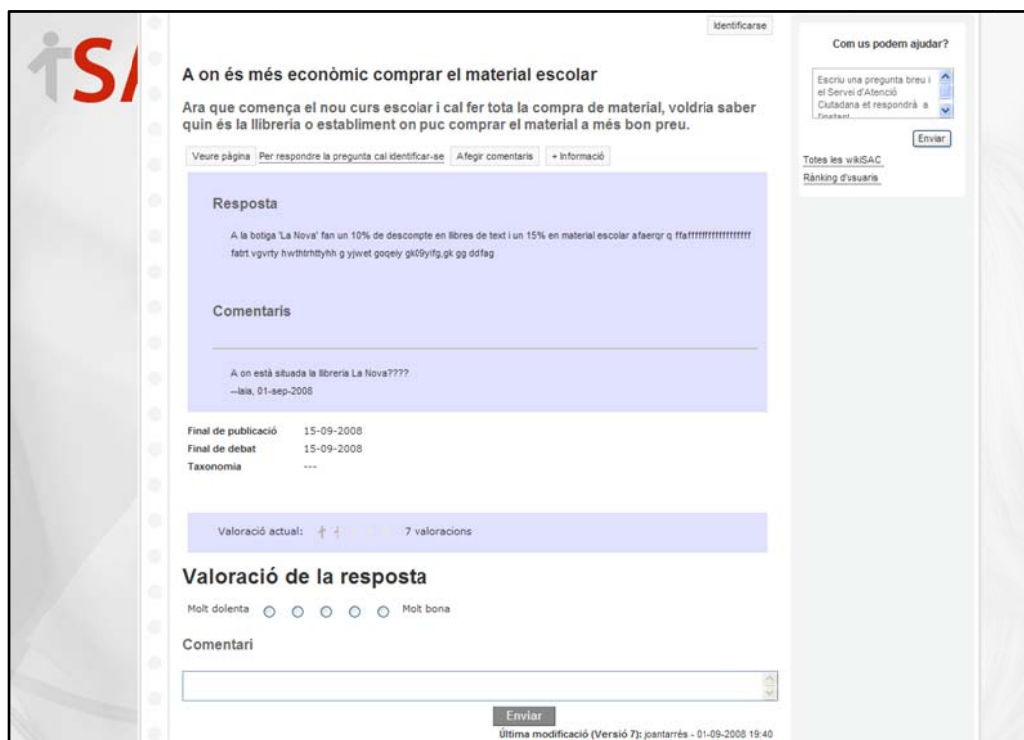 iSA
Identificarse
A on és més econòmic comprar el material escolar
Ara que comença el nou curs escolar i cal fer tota la compra de material, voldria saber
quin és la llibreria o establiment on puc comprar el material a més bon preu.
Veure pàgina Per respondre la pregunta cal identificar-se Afegir comentaris + Informació
Resposta
A la botiga 'La Nova' fan un 10% de descompte en llibres de text i un 15% en material escolar afaerqr q
fatrt vgvrty g yjwet goqeiy gk09yifg,gk gg ddfag
Comentaris
A on està situada la llibreria La Nova????
--laia, 01-sep-2008
Final de publicació 15-09-2008
Final de debat 15-09-2008
Taxonomia ---
Valoració actual: 7 valoracions
Valoració de la resposta
Molt dolenta Molt bona
Comentari
Enviar
Última modificació (Versió 7): joantarrés - 01-09-2008 19:40
Com us podem ajudar?
Escriu una pregunta breu i
el Servei d'Atenció
Ciutadana et respondrà a
l'instant
Enviar
Totes les wikiSAC
Ránking d'usuaris